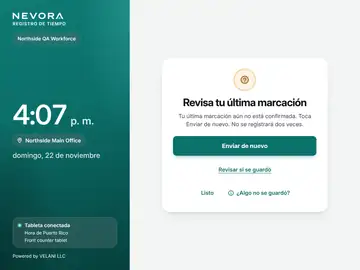 NEVORA
REGISTRO DE TIEMPO
Northside QA Workforce
4:07 p. m.
Northside Main Office
domingo, 22 de noviembre
Tableta conectada
Hora de Puerto Rico
Front counter tablet
Powered by VELANI LLC
Revisa tu última marcación
Tu última marcación aún no está confirmada. Toca
Enviar de nuevo. No se registrará dos veces.
Enviar de nuevo
Revisar si se guardó
Listo
¿Algo no se guardó?